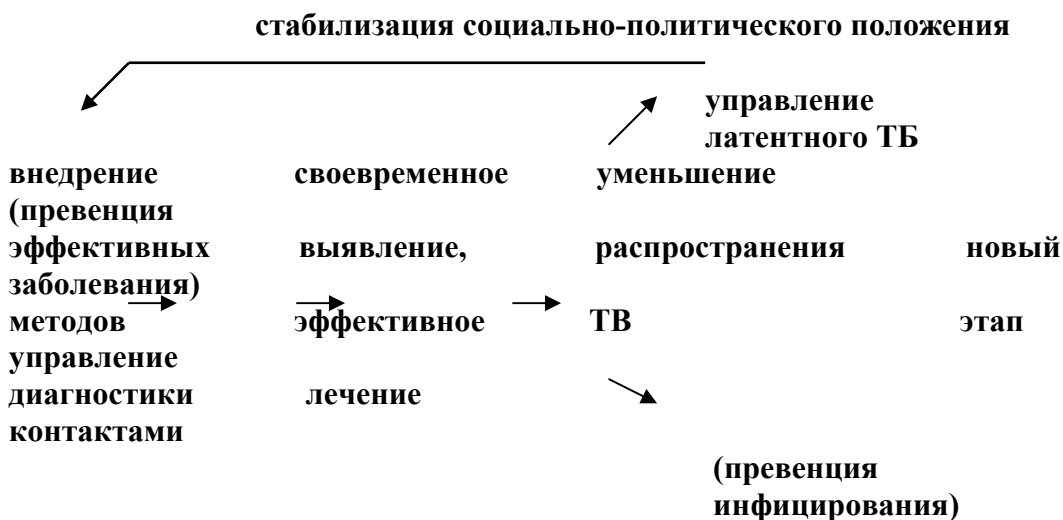 стабилизация социально-политического положения
управление
латентного ТБ
внедрение своевременное уменьшение
(превенция
эффективных выявление, распространения новый
заболевания)
методов эффективное ТВ этап
управление
диагностики лечение
контактами
(превенция
инфицирования)